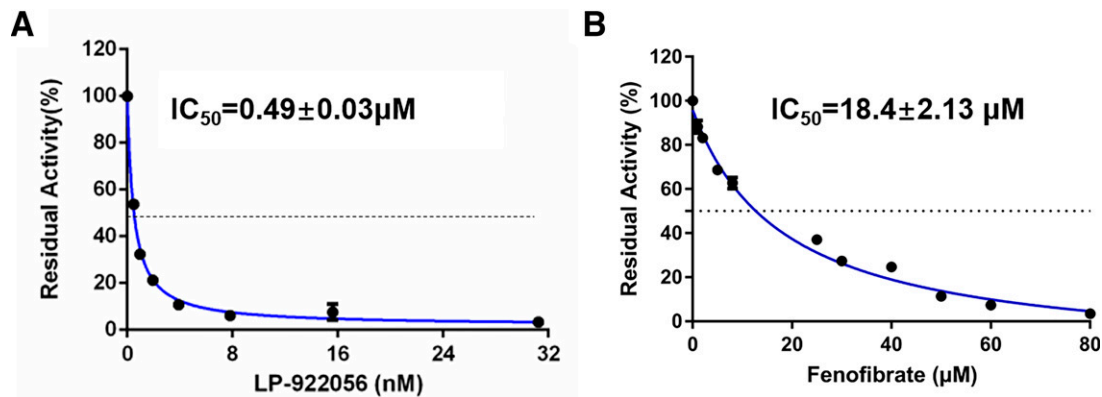 A
120
100
80
60
40
20
0
Residual Activity(%)
IC50=0.49±0.03µM
0 8 16 24 32
LP-922056 (nM)
B
120
100
80
60
40
20
0
Residual Activity (%)
IC50=18.4±2.13 µM
0 20 40 60 80
Fenofibrate (µM)